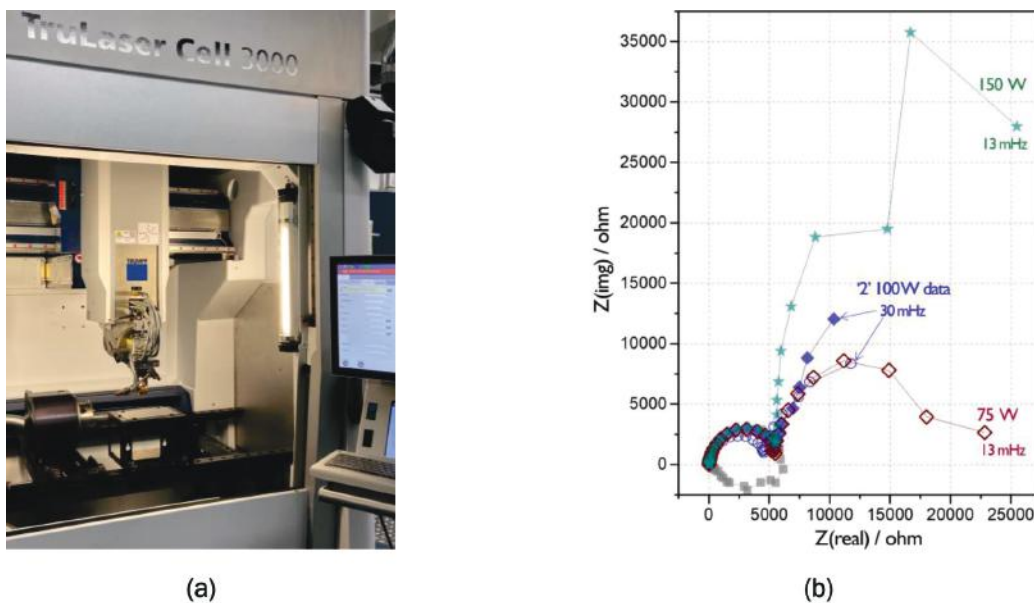 TruLaser Cell 3000
TRUMPF
(a)
35000
30000
25000
20000
15000
10000
5000
0
Z(img) / ohm
150 W
13 mHz
'2' 100W data
30 mHz
75 W
13 mHz
0 5000 10000 15000 20000 25000
Z(real) / ohm
(b)